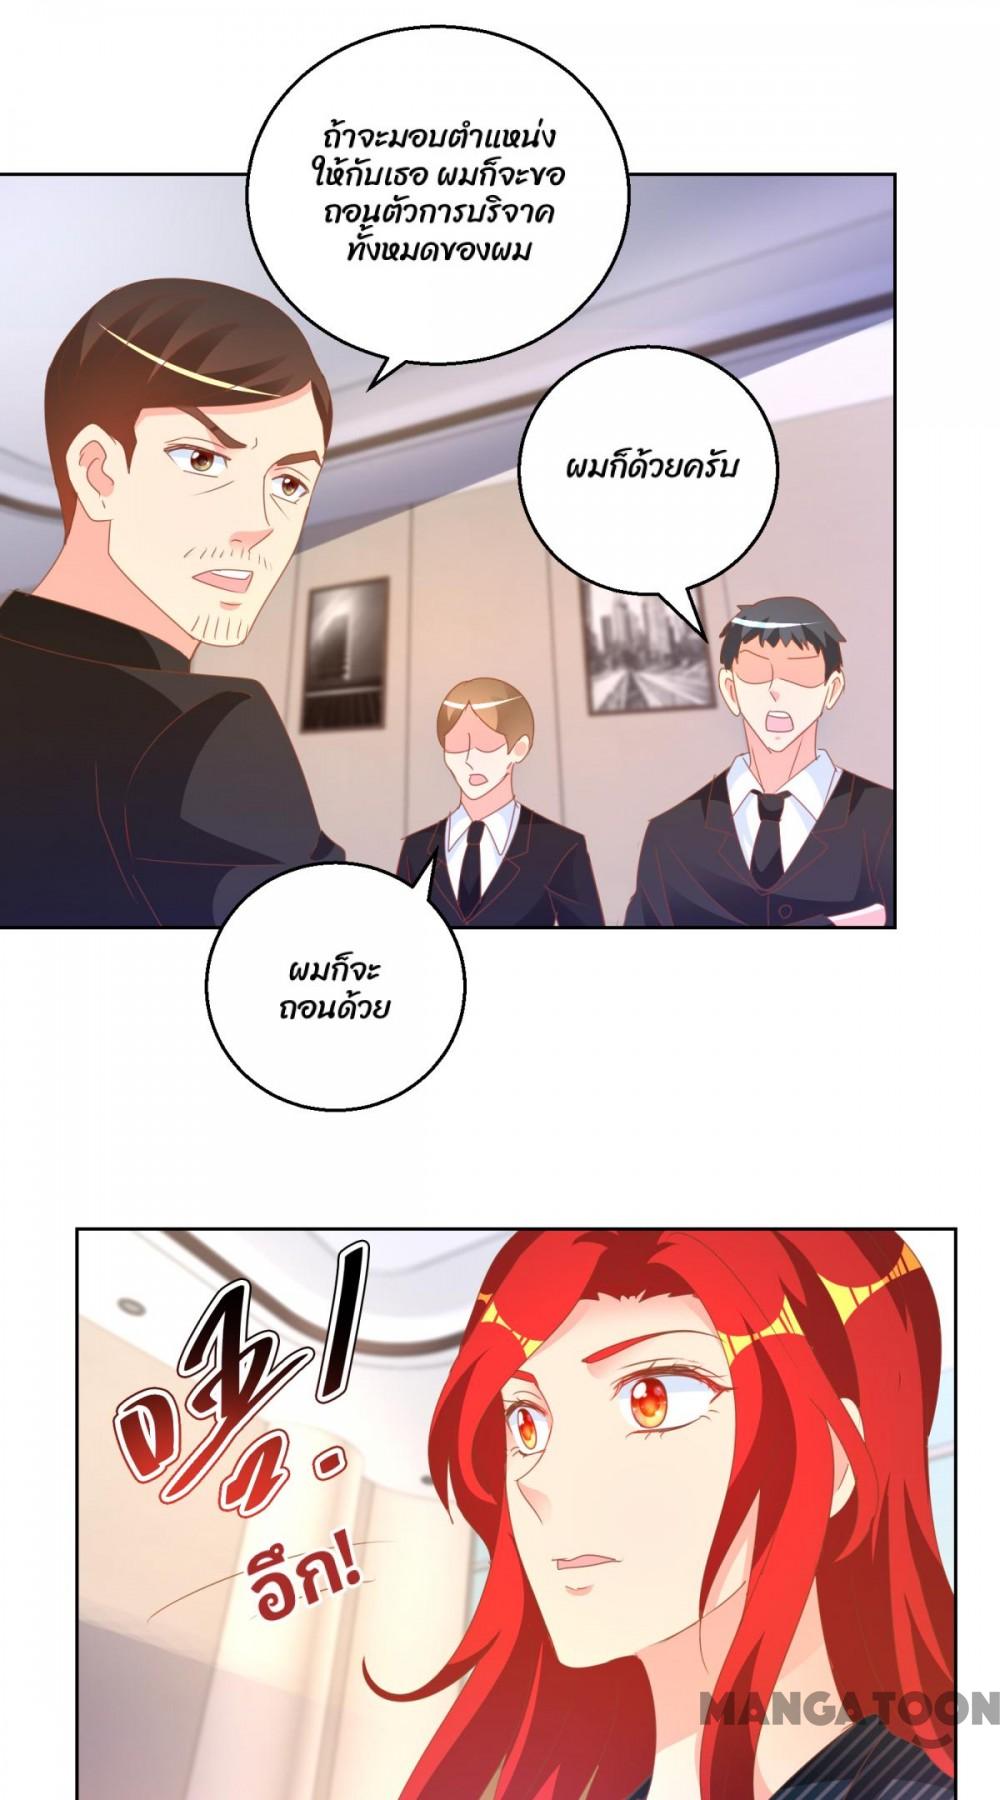 ถ้าจะมอบตำแหน่ง
ให้กับเธอ ผมก็จะขอ
ถอนตัวการบริจาค
ทั้งหมดของผม
ผมก็ด้วยครับ
ผมก็จะ
ถอนด้วย
อึก!
MANGATOON